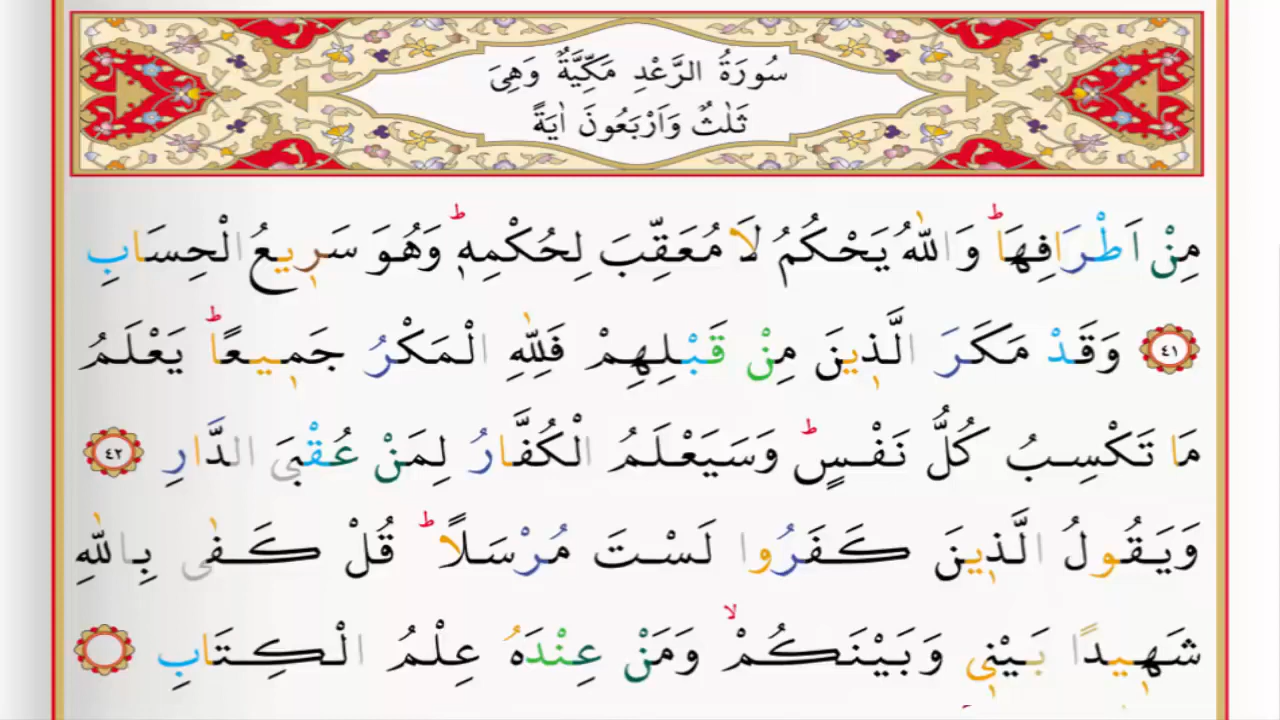 سُورَةُ الرَّعْدِ مَكِّيَّةٌ وَهِىَ
ثَلٰثٌ وَاَرْبَعُونَ اٰيَةً
مِنْ اَطْرَافِهَاۜ وَاللّٰهُ يَحْكُمُ لَا مُعَقِّبَ لِحُكْمِه۪ۜ وَهُوَ سَر۪يعُ الْحِسَابِ
٤١ وَقَدْ مَكَرَ الَّذ۪ينَ مِنْ قَبْلِهِمْ فَلِلّٰهِ الْمَكْرُ جَم۪يعًاۜ يَعْلَمُ
مَا تَكْسِبُ كُلُّ نَفْسٍۜ وَسَيَعْلَمُ الْكُفَّارُ لِمَنْ عُقْبَى الدَّارِ ٤٢
وَيَقُولُ الَّذ۪ينَ كَفَرُوا لَسْتَ مُرْسَلًاۜ قُلْ كَفٰى بِاللّٰهِ
شَه۪يدًا بَيْن۪ي وَبَيْنَكُمْۙ وَمَنْ عِنْدَهُ عِلْمُ الْكِتَابِ